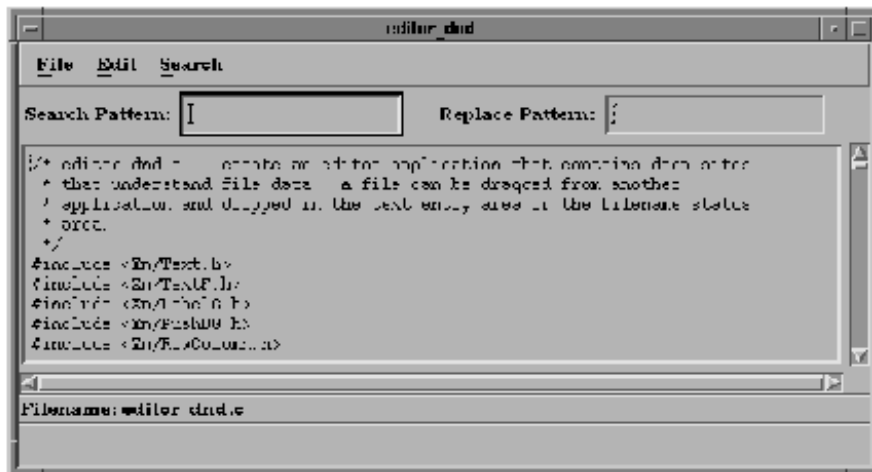 editor_dnd
File Edit Search
Search Pattern: Replace Pattern:
/* editor_dnd.c -- create an editor application that contains drop sites
* that understand file data. A file can be dragged from another
* application and dropped in the text entry area or the filename status
* area.
*/
#include <Xm/Text.h>
#include <Xm/TextF.h>
#include <Xm/LabelG.h>
#include <Xm/PushBG.h>
#include <Xm/RowColumn.h>
Filename: editor_dnd.c